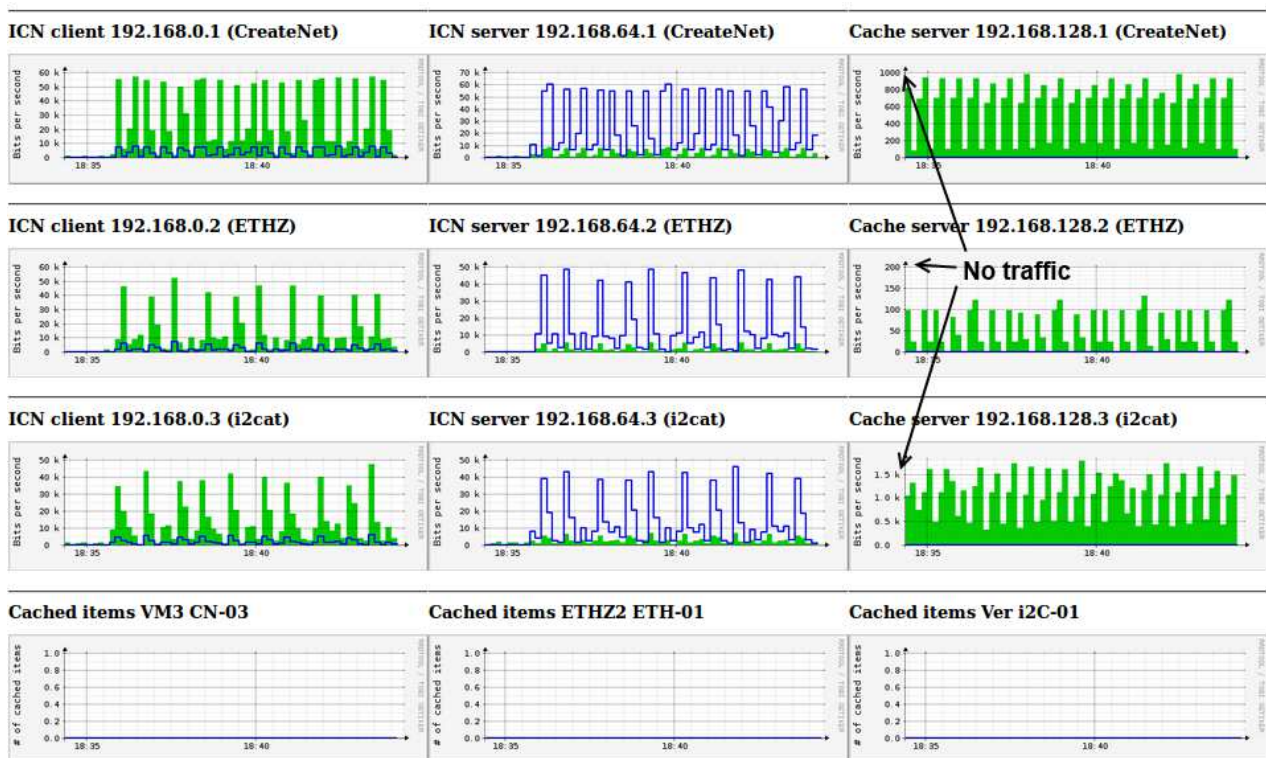 ICN client 192.168.0.1 (CreateNet)
Bits per second
60 k
50 k
40 k
30 k
20 k
10 k
0
18:35
18:40
ICN server 192.168.64.1 (CreateNet)
Bits per second
70 k
60 k
50 k
40 k
30 k
20 k
10 k
0
18:35
18:40
Cache server 192.168.128.1 (CreateNet)
Bits per second
1000
800
600
400
200
0
18:35
18:40
ICN client 192.168.0.2 (ETHZ)
Bits per second
60 k
50 k
40 k
30 k
20 k
10 k
0
18:35
18:40
ICN server 192.168.64.2 (ETHZ)
Bits per second
50 k
40 k
30 k
20 k
10 k
0
18:35
18:40
Cache server 192.168.128.2 (ETHZ)
Bits per second
200
150
100
50
0
18:35
18:40
No traffic
ICN client 192.168.0.3 (i2cat)
Bits per second
50 k
40 k
30 k
20 k
10 k
0
18:35
18:40
ICN server 192.168.64.3 (i2cat)
Bits per second
50 k
40 k
30 k
20 k
10 k
0
18:35
18:40
Cache server 192.168.128.3 (i2cat)
Bits per second
1.5 k
1.0 k
0.5 k
0.0
18:35
18:40
Cached items VM3 CN-03
# of cached items
1.0
0.8
0.6
0.4
0.2
0.0
18:35
18:40
Cached items ETHZ2 ETH-01
# of cached items
1.0
0.8
0.6
0.4
0.2
0.0
18:35
18:40
Cached items Ver i2C-01
# of cached items
1.0
0.8
0.6
0.4
0.2
0.0
18:35
18:40